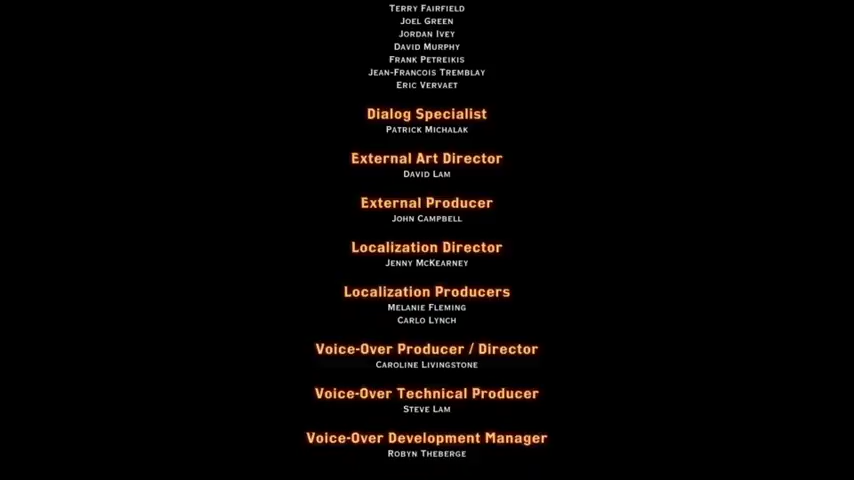 Terry Fairfield
Joel Green
Jordan Ivey
David Murphy
Frank Petreikis
Jean-Francois Tremblay
Eric Vervaet
Dialog Specialist
Patrick Michalak
External Art Director
David Lam
External Producer
John Campbell
Localization Director
Jenny McKearney
Localization Producers
Melanie Fleming
Carlo Lynch
Voice-Over Producer / Director
Caroline Livingstone
Voice-Over Technical Producer
Steve Lam
Voice-Over Development Manager
Robyn Theberge